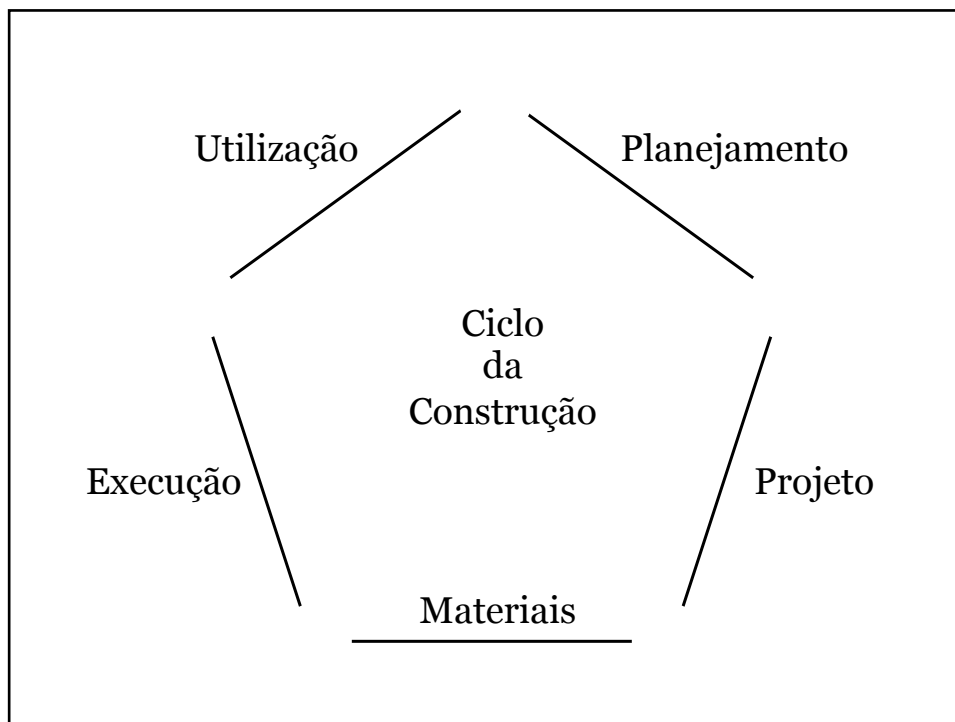 Utilização
Planejamento
Ciclo
da
Construção
Execução
Projeto
Materiais